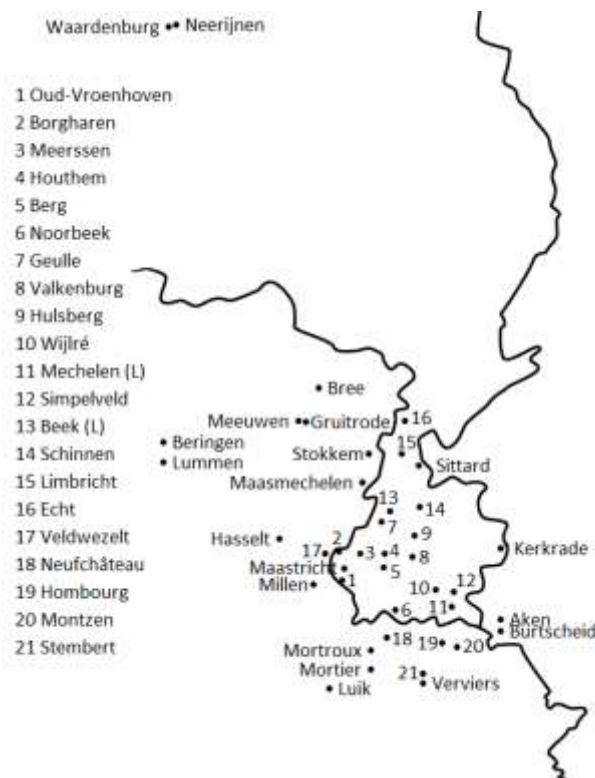 Waardenburg Neerijnen
1 Oud-Vroenhoven
2 Borgharen
3 Meerssen
4 Houthem
5 Berg
6 Noorbeek
7 Geulle
8 Valkenburg
9 Hulsberg
10 Wijlré
11 Mechelen (L)
12 Simpelveld
13 Beek (L)
14 Schinnen
15 Limbricht
16 Echt
17 Veldwezelt
18 Neufchâteau
19 Hombourg
20 Montzen
21 Stembert
Bree
Meeuwen Gruitrode 16
Beringen
Lummen
Stokkem 15
Sittard
Maasmechelen
13 14
7
Hasselt 9
17 2 3 4 8 Kerkrade
Maastricht 5
Millen 1
10 12
6 11
Aken
Burtscheid
18 19 20
Mortroux
Mortier
21
Luik
Verviers